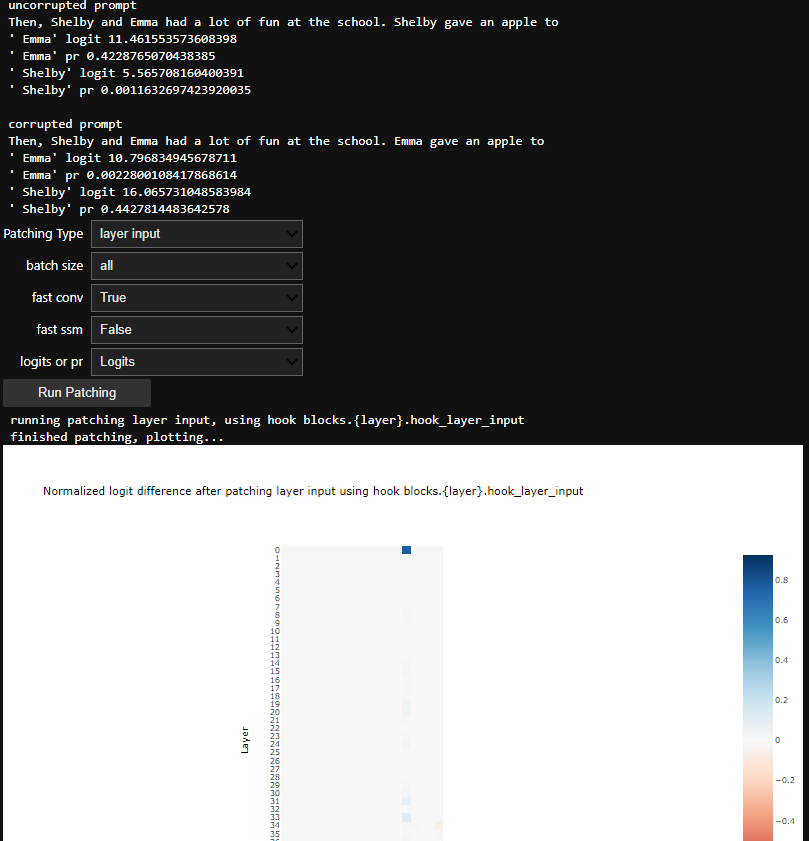 uncorrupted prompt
Then, Shelby and Emma had a lot of fun at the school. Shelby gave an apple to
' Emma' logit 11.461553573608398
' Emma' pr 0.4228765070438385
' Shelby' logit 5.565708160400391
' Shelby' pr 0.0011632697423920035
corrupted prompt
Then, Shelby and Emma had a lot of fun at the school. Emma gave an apple to
' Emma' logit 10.796834945678711
' Emma' pr 0.0022800108417868614
' Shelby' logit 16.065731048583984
' Shelby' pr 0.4427814483642578
Patching Type layer input
batch size all
fast conv True
fast ssm False
logits or pr Logits
Run Patching
running patching layer input, using hook blocks.{layer}.hook_layer_input
finished patching, plotting...
Normalized logit difference after patching layer input using hook blocks.{layer}.hook_layer_input
Layer
0
1
2
3
4
5
6
7
8
9
10
11
12
13
14
15
16
17
18
19
20
21
22
23
24
25
26
27
28
29
30
31
32
33
34
35
0.8
0.6
0.4
0.2
0
−0.2
−0.4